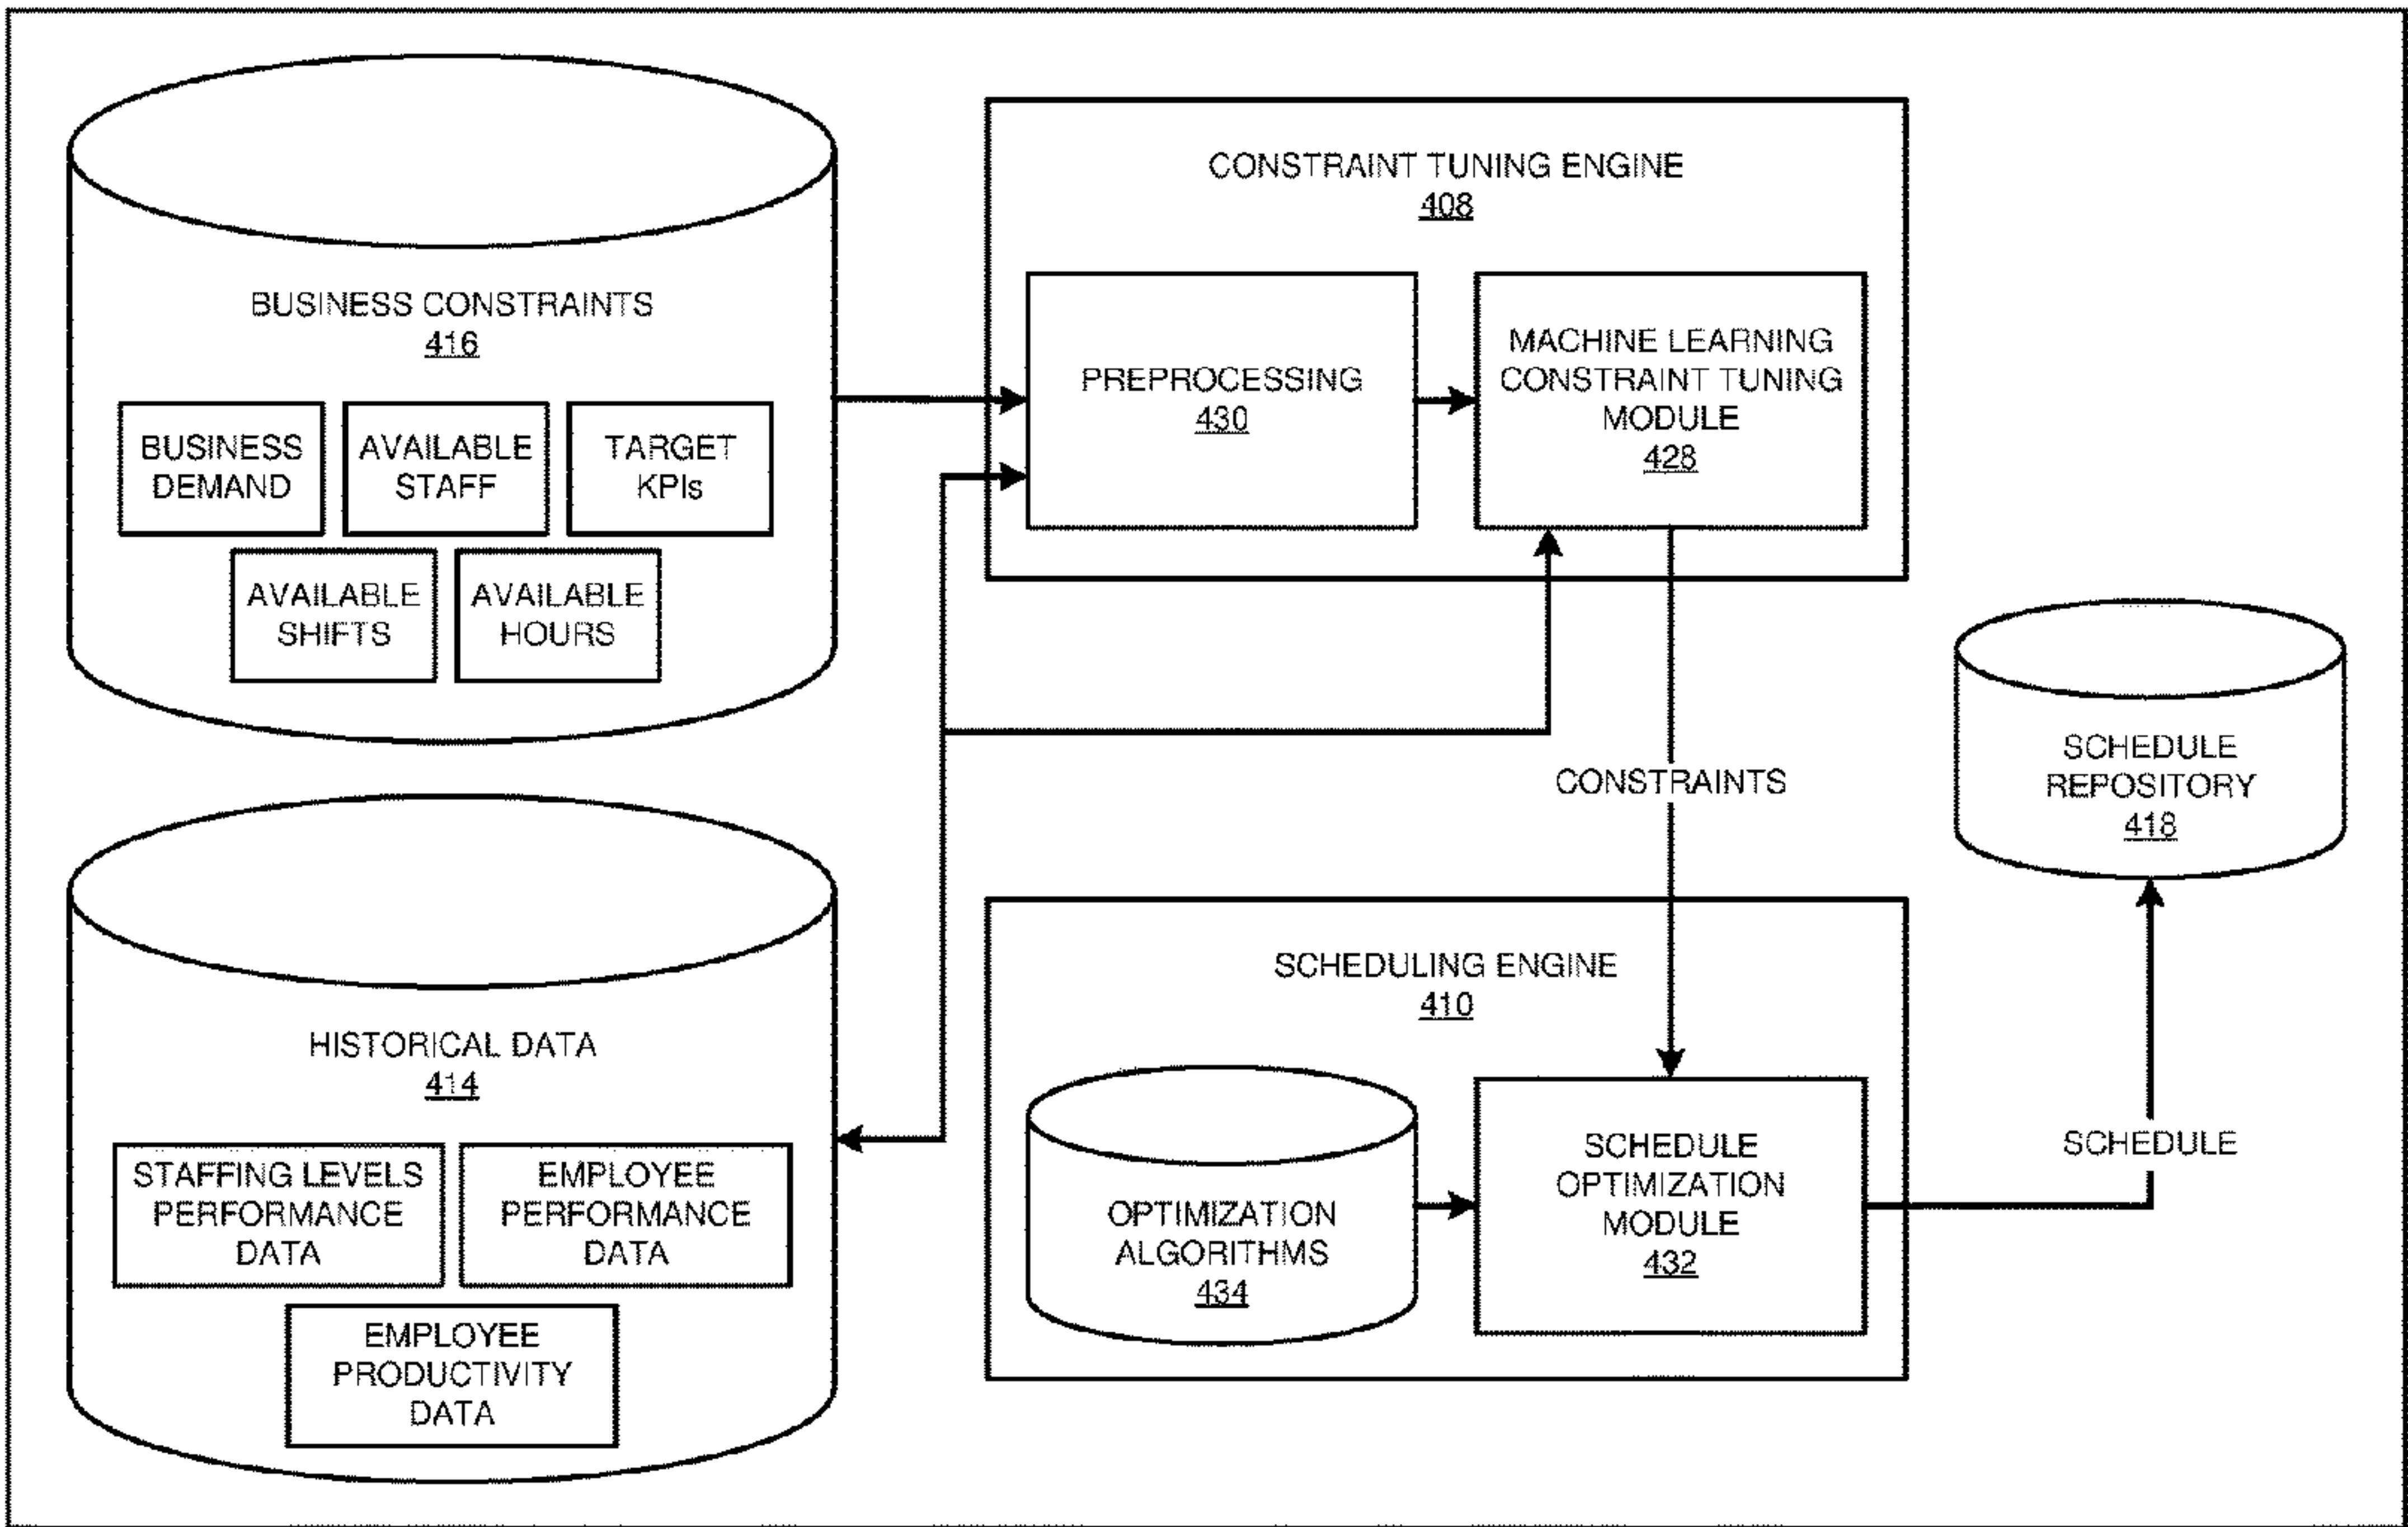 BUSINESS CONSTRAINTS
416
BUSINESS
DEMAND
AVAILABLE
STAFF
TARGET
KPIs
AVAILABLE
SHIFTS
AVAILABLE
HOURS
CONSTRAINT TUNING ENGINE
408
PREPROCESSING
430
MACHINE LEARNING
CONSTRAINT TUNING
MODULE
428
CONSTRAINTS
SCHEDULE
REPOSITORY
418
HISTORICAL DATA
414
STAFFING LEVELS
PERFORMANCE
DATA
EMPLOYEE
PERFORMANCE
DATA
EMPLOYEE
PRODUCTIVITY
DATA
SCHEDULING ENGINE
410
OPTIMIZATION
ALGORITHMS
434
SCHEDULE
OPTIMIZATION
MODULE
432
SCHEDULE